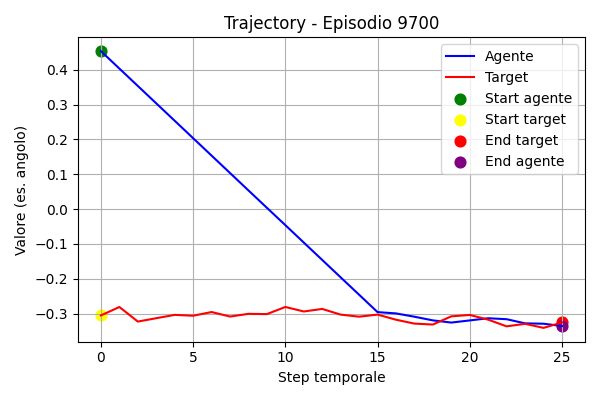 Trajectory - Episodio 9700
Agente
Target
Start agente
Start target
End target
End agente
Valore (es. angolo)
0.4
0.3
0.2
0.1
0.0
−0.1
−0.2
−0.3
0
5
10
15
20
25
Step temporale